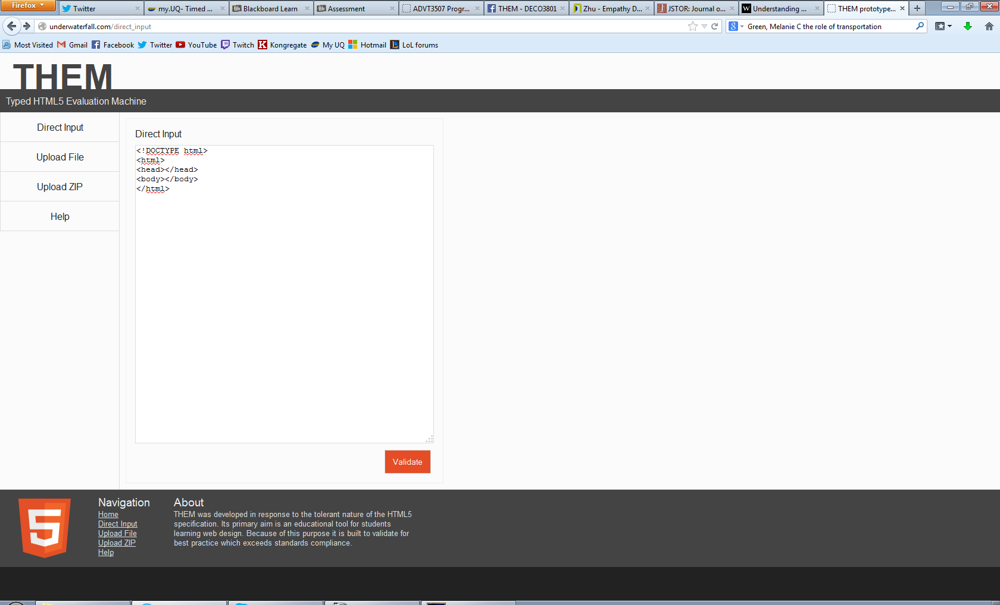 Firefox
Twitter
my.UQ- Timed ...
Blackboard Learn
Assessment
ADVT3507 Progr...
THEM - DECO3801
Zhu - Empathy D...
JSTOR: Journal o...
Understanding ...
THEM prototype...
underwaterfall.com/direct_input
Green, Melanie C the role of transportation
Most Visited
Gmail
Facebook
Twitter
YouTube
Twitch
Kongregate
My UQ
Hotmail
LoL forums
THEM
Typed HTML5 Evaluation Machine
Direct Input
Upload File
Upload ZIP
Help
Direct Input
<!DOCTYPE html>
<html>
<head></head>
<body></body>
</html>
Validate
5
Navigation
Home
Direct Input
Upload File
Upload ZIP
Help
About
THEM was developed in response to the tolerant nature of the HTML5
specification. Its primary aim is an educational tool for students
learning web design. Because of this purpose it is built to validate for
best practice which exceeds standards compliance.